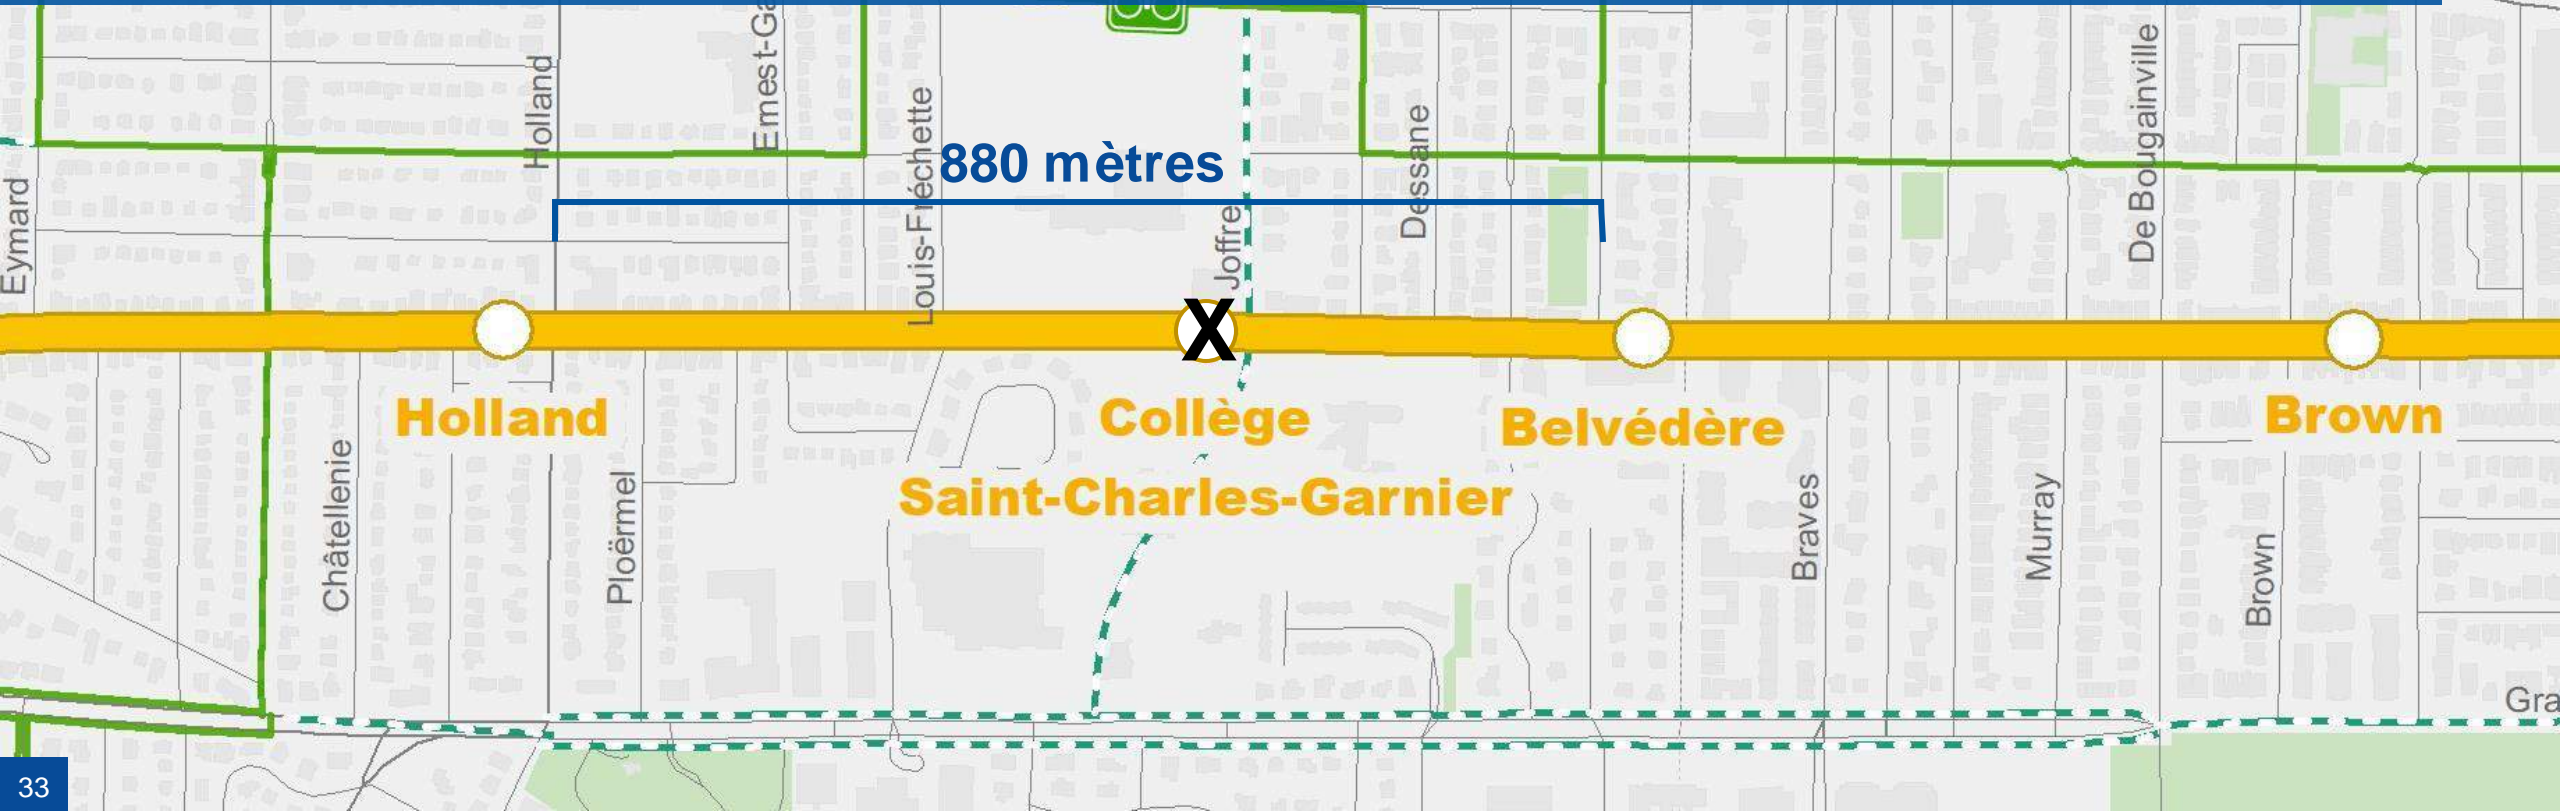 Holland
Ernest-Ga
Louis-Fréchette
880 mètres
Joffre
Dessane
De Bougainville
Eymard
X
Holland
Collège
Saint-Charles-Garnier
Belvédère
Brown
Châtellenie
Ploërmel
Braves
Murray
Brown
Gra
33